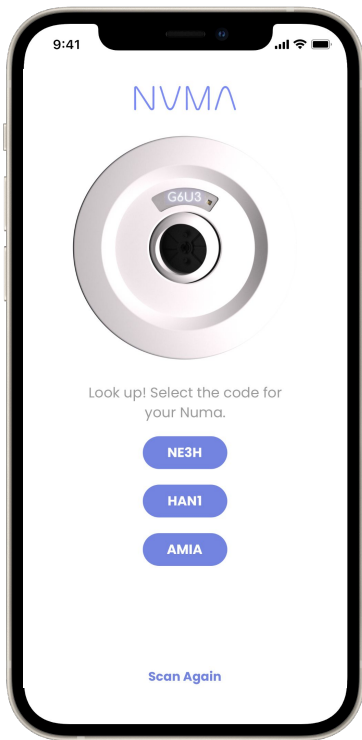 9:41
NVMA
G6U3
Look up! Select the code for
your Numa.
NE3H
HAN1
AMIA
Scan Again